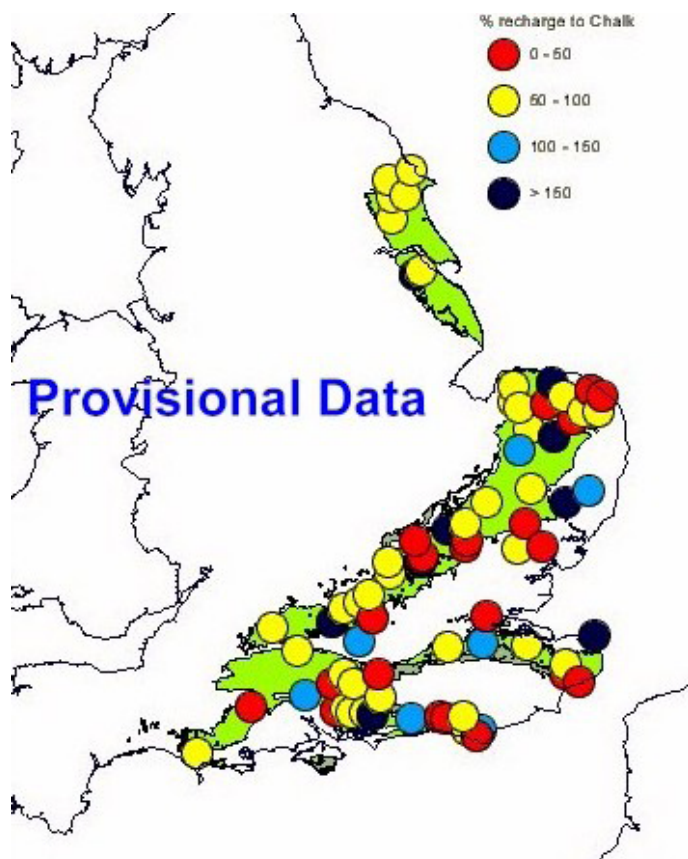 % recharge to Chalk
0 - 50
50 - 100
100 - 150
> 150
Provisional Data